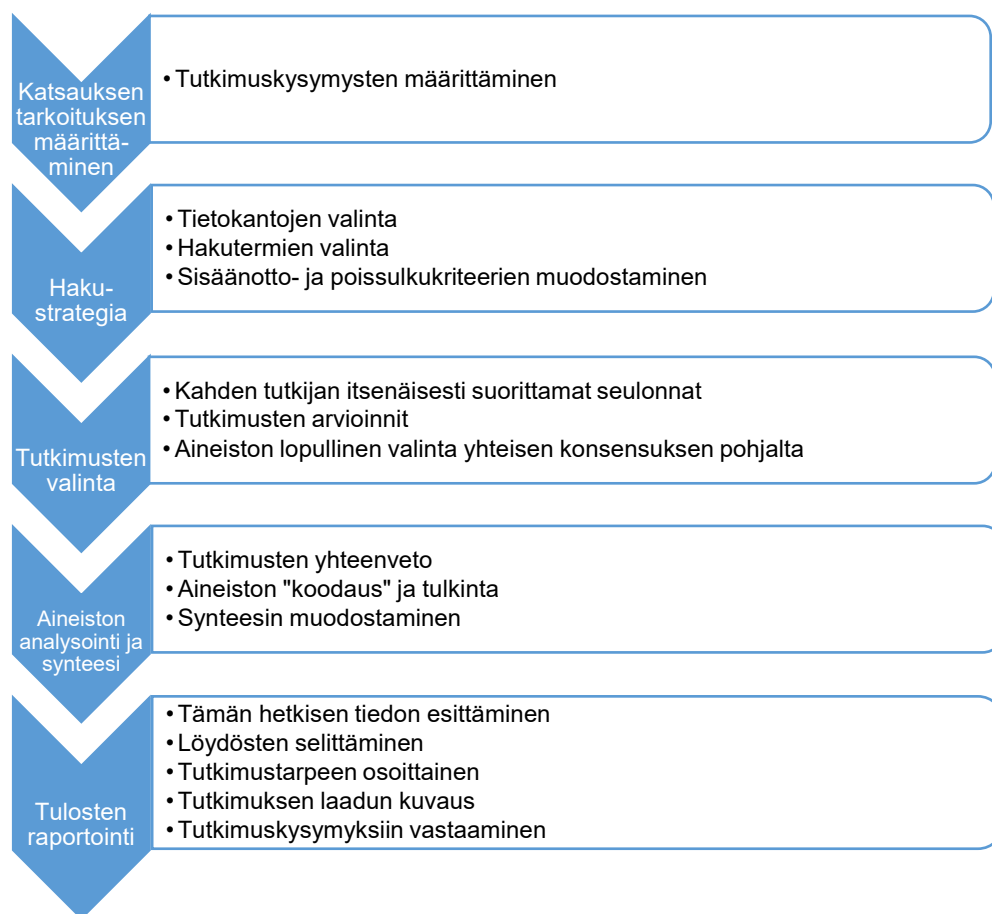 Katsauksen
tarkoituksen
määrittä-
minen
• Tutkimuskysymysten määrittäminen
Haku-
strategia
• Tietokantojen valinta
• Hakutermien valinta
• Sisäänotto- ja poissulkukriteerien muodostaminen
Tutkimusten
valinta
• Kahden tutkijan itsenäisesti suorittamat seulonnat
• Tutkimusten arvioinnit
• Aineiston lopullinen valinta yhteisen konsensuksen pohjalta
Aineiston
analysointi ja
synteesi
• Tutkimusten yhteenveto
• Aineiston "koodaus" ja tulkinta
• Synteesin muodostaminen
Tulosten
raportointi
• Tämän hetkisen tiedon esittäminen
• Löydösten selittäminen
• Tutkimustarpeen osoittainen
• Tutkimuksen laadun kuvaus
• Tutkimuskysymyksiin vastaaminen